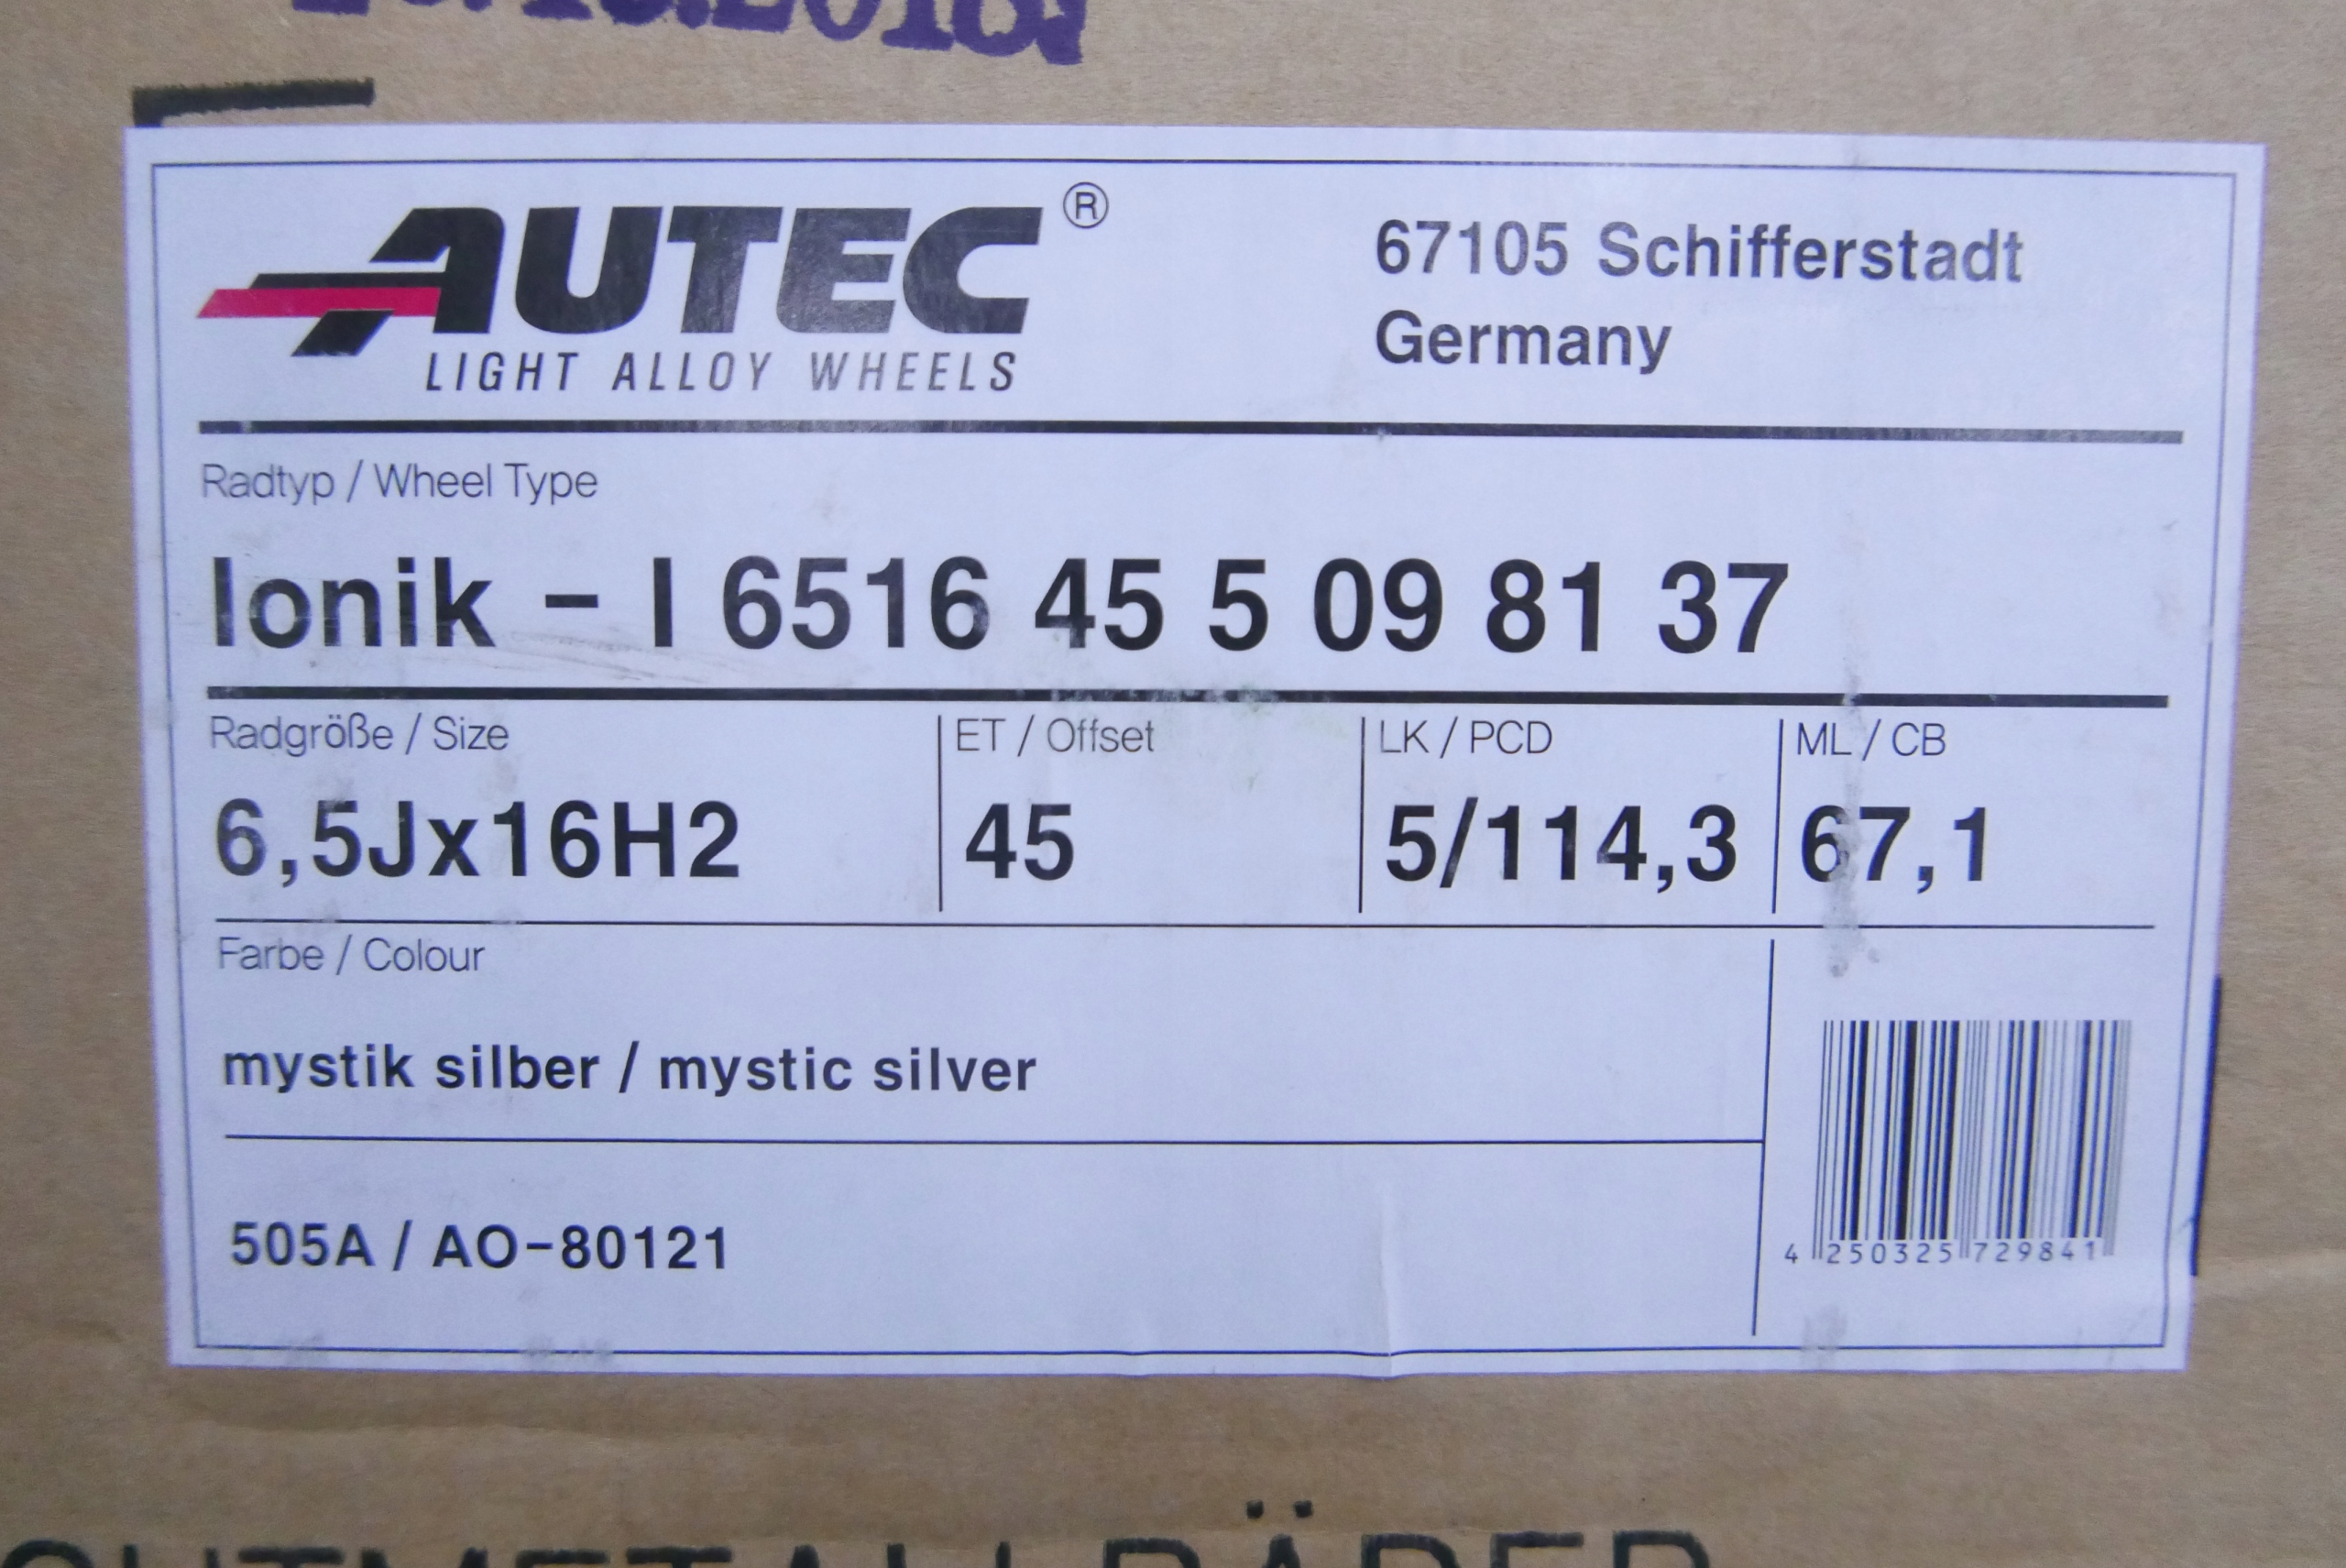 AUTEC®
LIGHT ALLOY WHEELS
67105 Schifferstadt
Germany
Radtyp / Wheel Type
Ionik - I 6516 45 5 09 81 37
Radgröße / Size
ET / Offset
LK / PCD
ML / CB
6,5Jx16H2
45
5/114,3
67,1
Farbe / Colour
mystik silber / mystic silver
505A / AO-80121
4 250325 729841